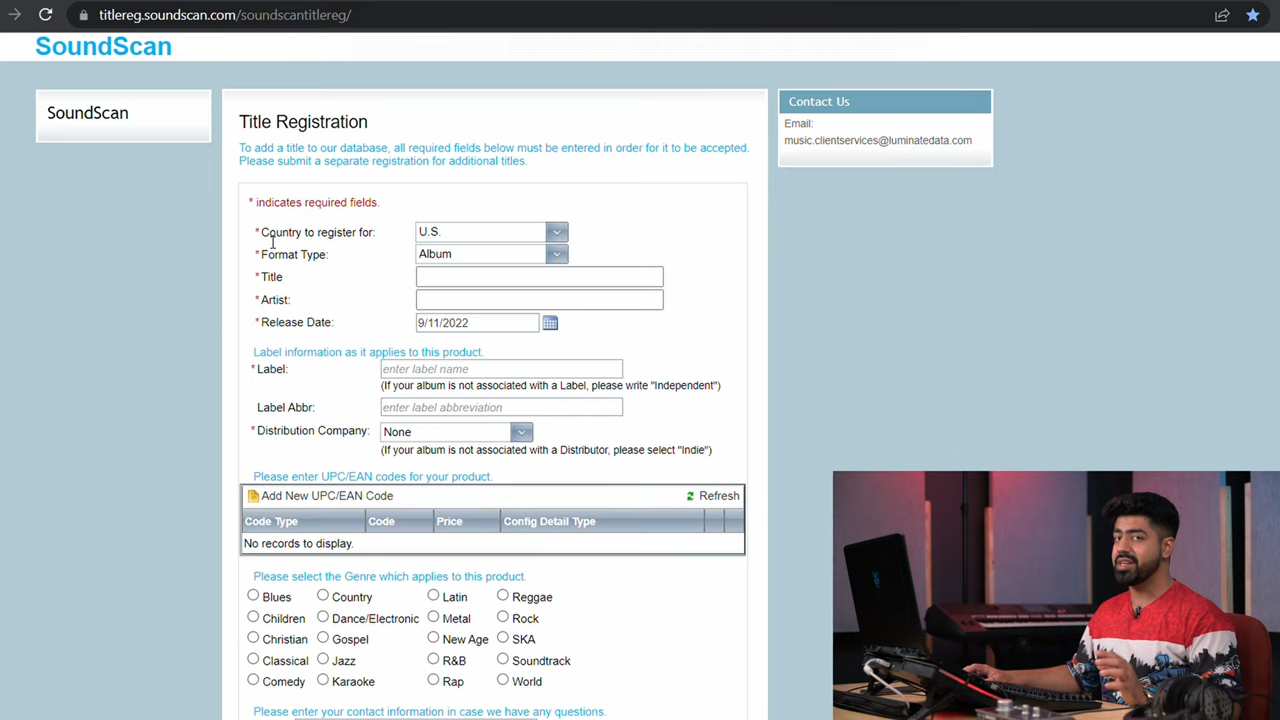 titlereg.soundscan.com/soundscantitlereg/
SoundScan
SoundScan
Title Registration
To add a title to our database, all required fields below must be entered in order for it to be accepted.
Please submit a separate registration for additional titles.
* indicates required fields.
*Country to register for: U.S.
*Format Type: Album
*Title
*Artist:
*Release Date: 9/11/2022
Label information as it applies to this product.
*Label: enter label name
(If your album is not associated with a Label, please write "Independent")
Label Abbr: enter label abbreviation
*Distribution Company: None
(If your album is not associated with a Distributor, please select "Indie")
Please enter UPC/EAN codes for your product.
Add New UPC/EAN Code Refresh
Code Type Code Price Config Detail Type
No records to display.
Please select the Genre which applies to this product.
Blues Country Latin Reggae
Children Dance/Electronic Metal Rock
Christian Gospel New Age SKA
Classical Jazz R&B Soundtrack
Comedy Karaoke Rap World
Please enter your contact information in case we have any questions.
Contact Us
Email:
music.clientservices@luminatedata.com